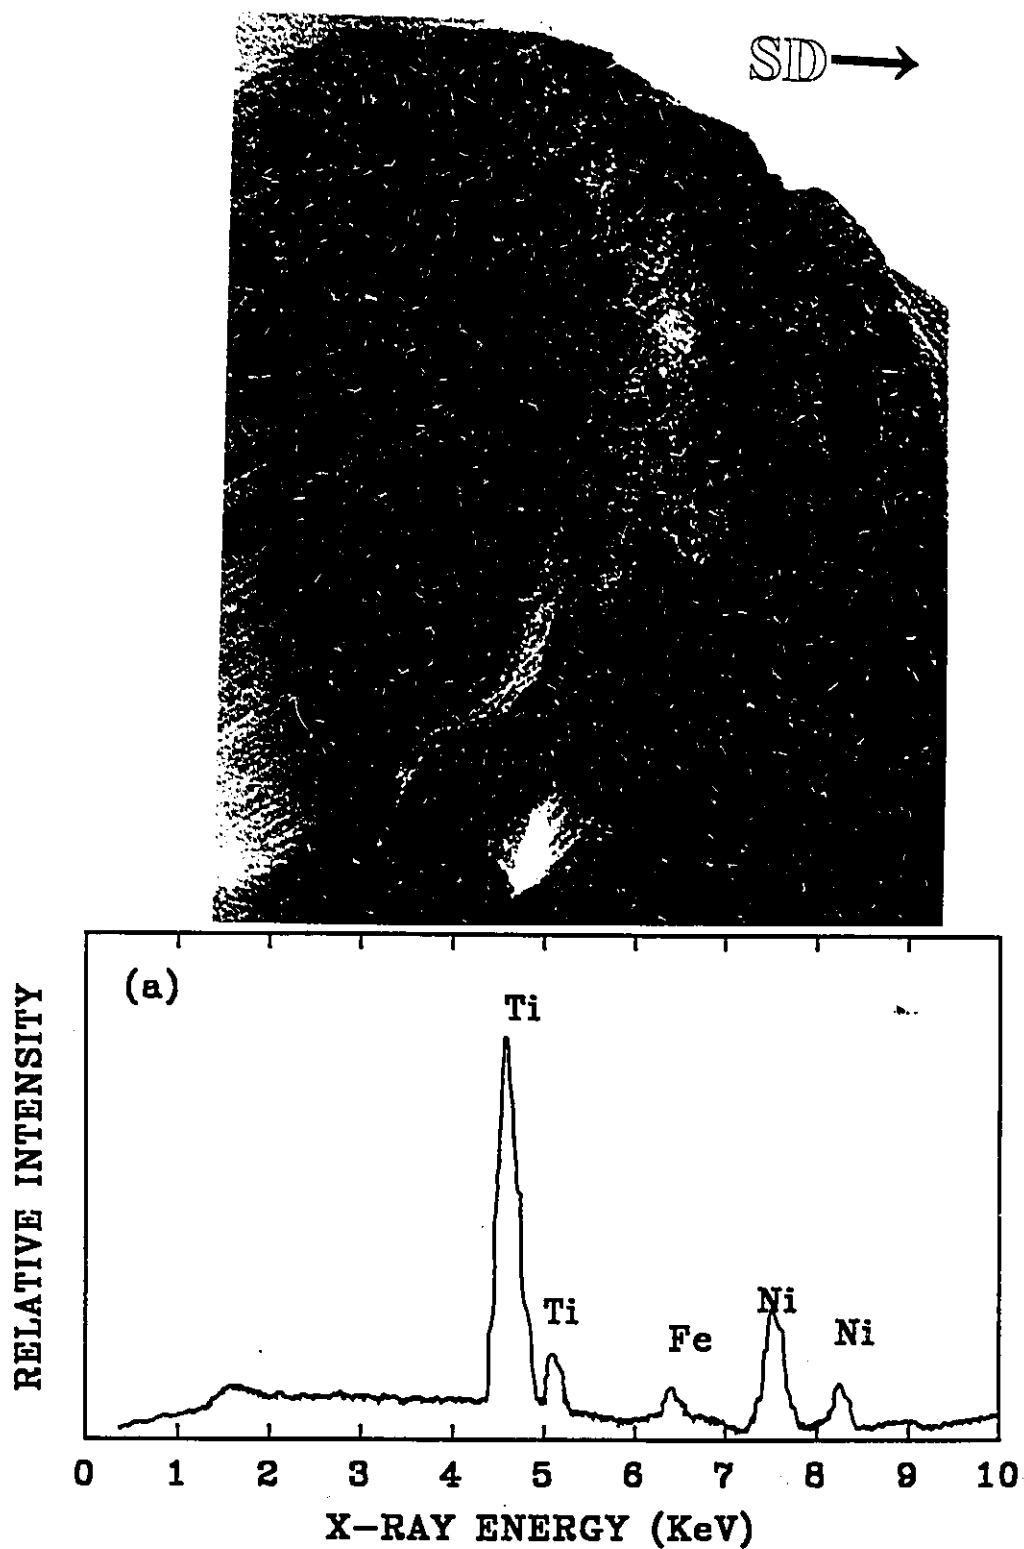 SD
(a)
Ti
Ti
Fe
Ni
Ni
RELATIVE INTENSITY
0 1 2 3 4 5 6 7 8 9 10
X-RAY ENERGY (KeV)